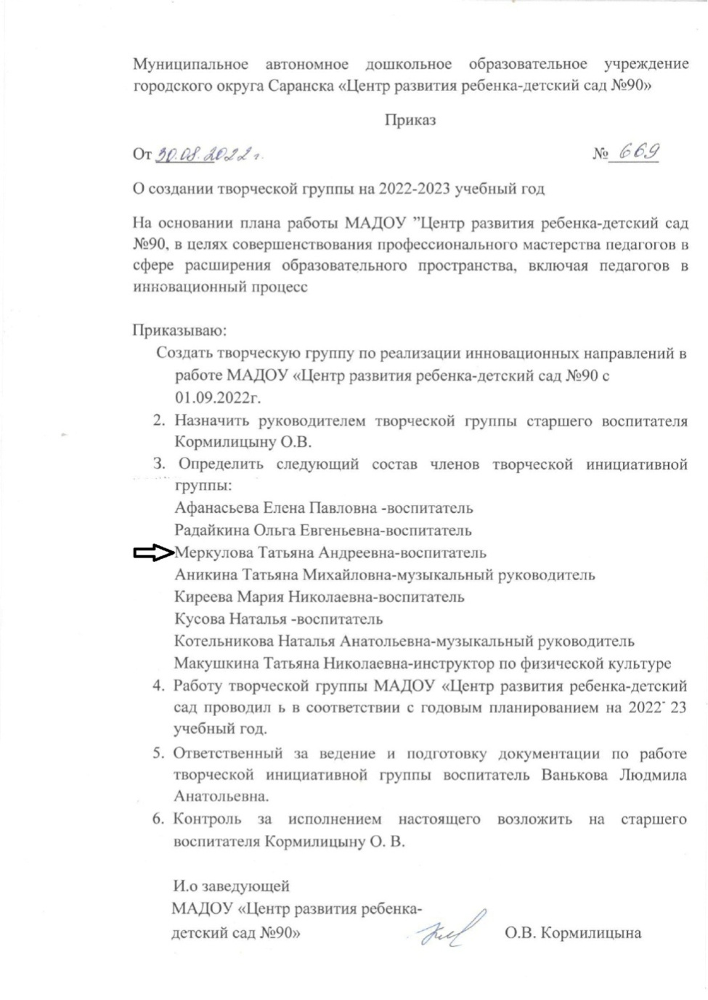 Муниципальное автономное дошкольное образовательное учреждение
городского округа Саранска «Центр развития ребенка-детский сад №90»
Приказ
От 30.08.2022 г. № 669
О создании творческой группы на 2022-2023 учебный год
На основании плана работы МАДОУ ”Центр развития ребенка-детский сад
№90, в целях совершенствования профессионального мастерства педагогов в
сфере расширения образовательного пространства, включая педагогов в
инновационный процесс
Приказываю:
Создать творческую группу по реализации инновационных направлений в
работе МАДОУ «Центр развития ребенка-детский сад №90 с
01.09.2022г.
2. Назначить руководителем творческой группы старшего воспитателя
Кормилицыну О.В.
3. Определить следующий состав членов творческой инициативной
группы:
Афанасьева Елена Павловна -воспитатель
Радайкина Ольга Евгеньевна-воспитатель
Меркулова Татьяна Андреевна-воспитатель
Аникина Татьяна Михайловна-музыкальный руководитель
Киреева Мария Николаевна-воспитатель
Кусова Наталья -воспитатель
Котельникова Наталья Анатольевна-музыкальный руководитель
Макушкина Татьяна Николаевна-инструктор по физической культуре
4. Работу творческой группы МАДОУ «Центр развития ребенка-детский
сад проводил ь в соответствии с годовым планированием на 2022- 23
учебный год.
5. Ответственный за ведение и подготовку документации по работе
творческой инициативной группы воспитатель Ванькова Людмила
Анатольевна.
6. Контроль за исполнением настоящего возложить на старшего
воспитателя Кормилицыну О. В.
И.о заведующей
МАДОУ «Центр развития ребенка-
детский сад №90» О.В. Кормилицына